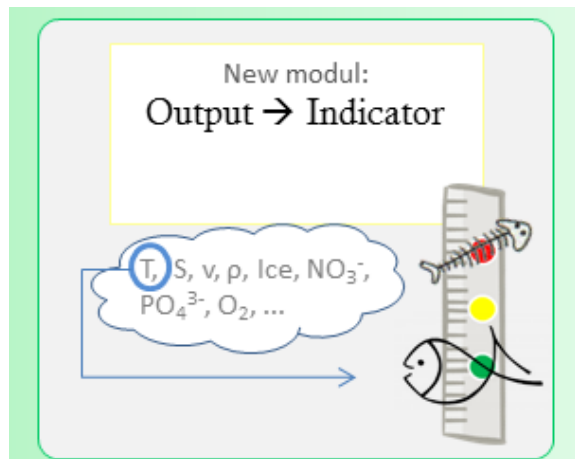 New modul:
Output → Indicator
T, S, v, ρ, Ice, NO₃⁻,
PO₄³⁻, O₂, ...